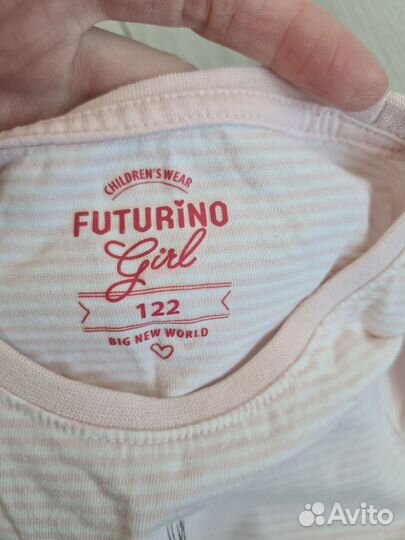 CHILDREN'S WEAR
FUTURiNO
Girl
122
BIG NEW WORLD
Avito